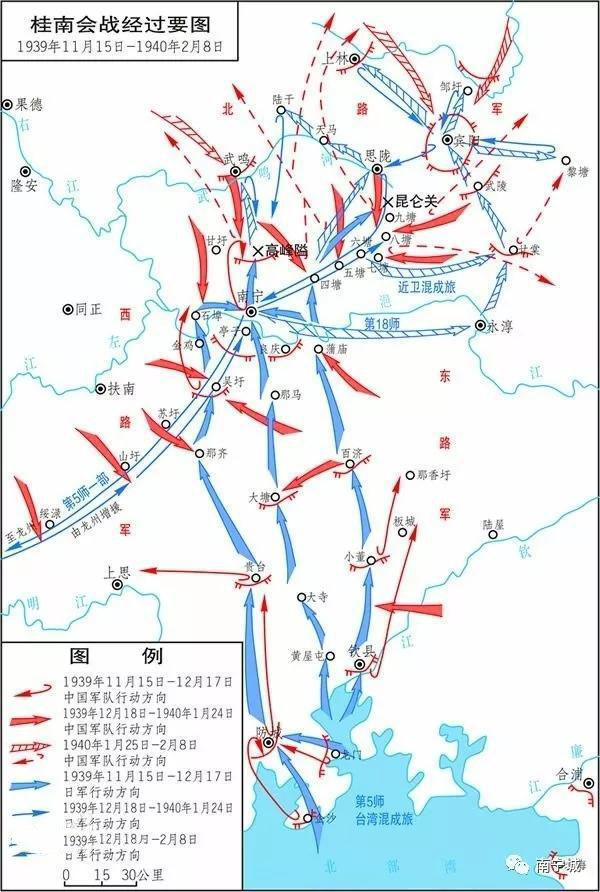 桂南会战经过要图
1939年11月15日-1940年2月8日
果德
右
江
隆安
上林
邹圩
北
路
军
陆干
天马
宾阳
黎塘
武鸣
武
鸣
河
思陇
武陵
昆仑关
九塘
八塘
七塘
六塘
五塘
四塘
甘棠
甘圩
高峰隘
近卫混成旅
邕
江
同正
西
左
江
石埠
南宁
亭子
金鸡
良庆
蒲庙
第18师
永淳
扶南
吴圩
那马
东
苏圩
路
那齐
山圩
百济
路
那香圩
绥渌
第5师一部
由龙州增援
至龙州
军
大塘
板城
军
陆屋
钦
江
小董
上思
明
江
贵台
大寺
黄屋屯
钦县
防城
龙门
金沙
第5师
台湾混成旅
廉
江
合浦
北
部
湾
图 例
1939年11月15日-12月17日
中国军队行动方向
1939年12月18日-1940年1月24日
中国军队行动方向
1940年1月25日-2月8日
中国军队行动方向
1939年11月15日-12月17日
日军行动方向
1939年12月18日-1940年1月24日
日军行动方向
1939年12月18日-2月8日
日军行动方向
0 15 30公里
南宁城